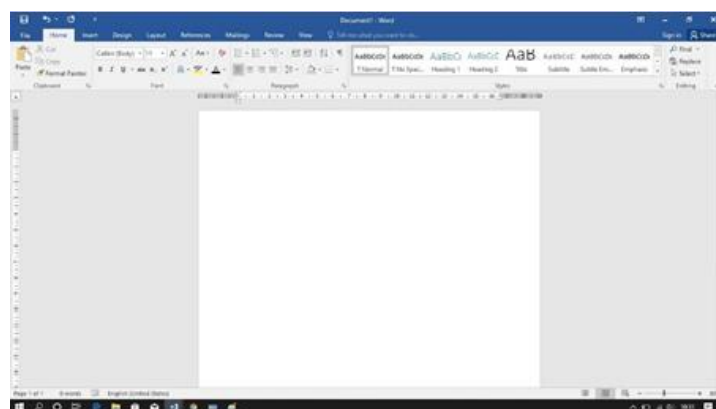 Document1 - Word
Sign in Share
File Home Insert Design Layout References Mailings Review View Tell me what you want to do...
Cut
Copy
Format Painter
Paste
Calibri (Body)
Find
Replace
Select
AaBbCcDc AaBbCcDc AaBbCc AaBbCcC AaB AaBbCcC AaBbCcDc AaBbCcDc
¶ Normal ¶ No Spac... Heading 1 Heading 2 Title Subtitle Subtle Em... Emphasis
Clipboard Font Paragraph Styles Editing
Page 1 of 1 0 words English (United States)